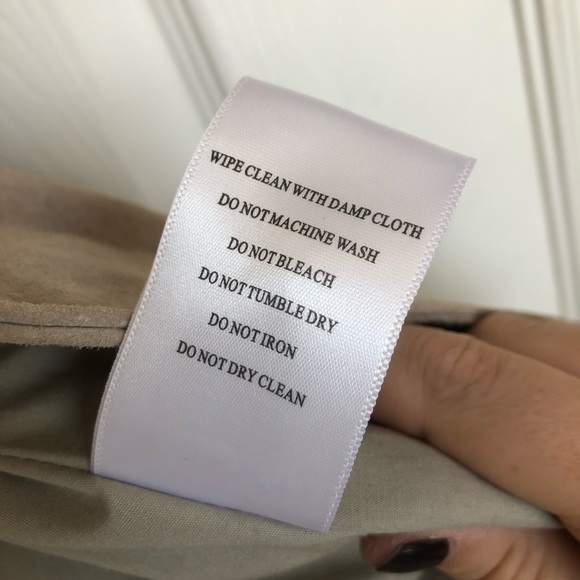 WIPE CLEAN WITH DAMP CLOTH
DO NOT MACHINE WASH
DO NOT BLEACH
DO NOT TUMBLE DRY
DO NOT IRON
DO NOT DRY CLEAN